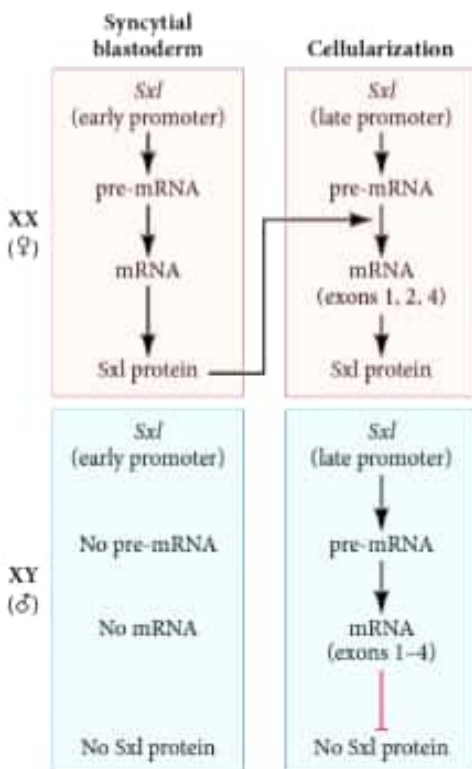 Syncytial
blastoderm
Cellularization
XX
(♀)
Sxl
(early promoter)
pre-mRNA
mRNA
Sxl protein
Sxl
(late promoter)
pre-mRNA
mRNA
(exons 1, 2, 4)
Sxl protein
XY
(♂)
Sxl
(early promoter)
No pre-mRNA
No mRNA
No Sxl protein
Sxl
(late promoter)
pre-mRNA
mRNA
(exons 1–4)
No Sxl protein